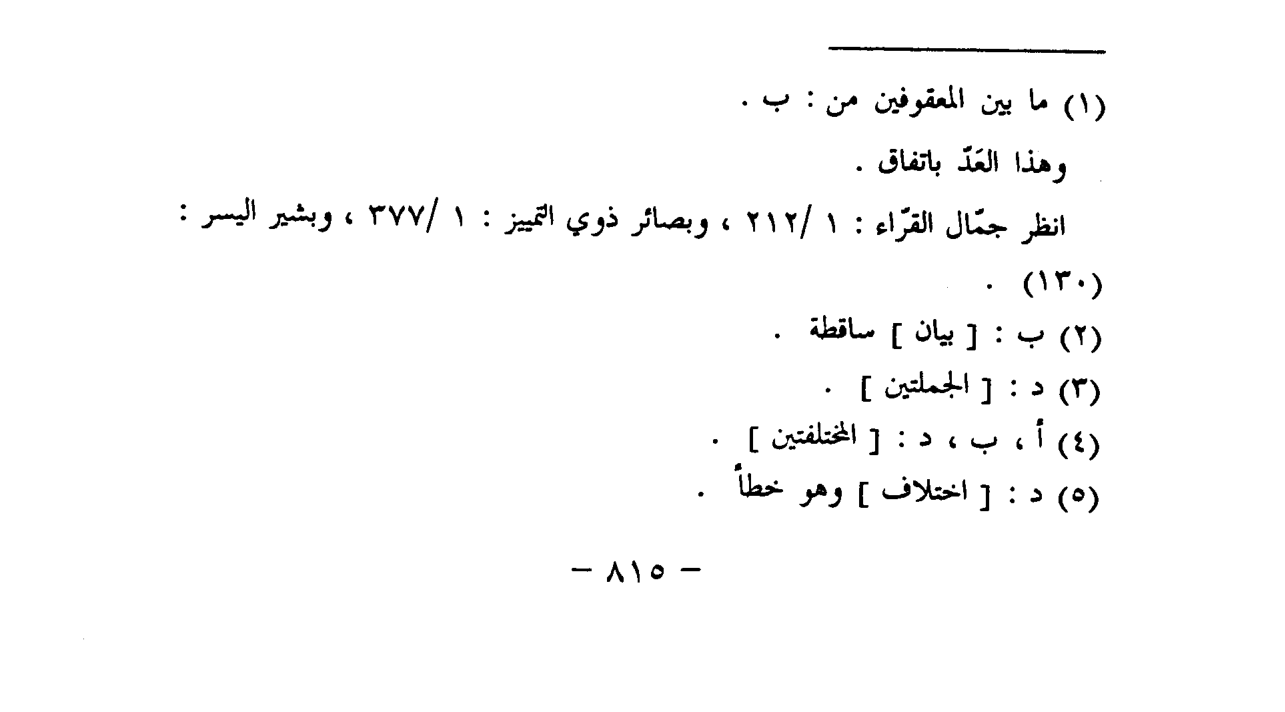 (١) ما بين المعقوفين من : ب .
وهذا العَدّ باتفاق .
انظر جمّال القرّاء : ١ /٢١٢ ، وبصائر ذوي التمييز : ١ /٣٧٧ ، وبشير اليسر :
(١٣٠) .
(٢) ب : [ بيان ] ساقطة .
(٣) د : [ الجملتين ] .
(٤) أ ، ب ، د : [ المختلفتين ] .
(٥) د : [ اختلاف ] وهو خطأ .
– ٨١٥ –